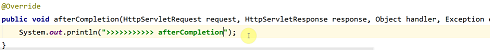 @Override
public void afterCompletion(HttpServletRequest request, HttpServletResponse response, Object handler, Exception e
System.out.println(">>>>>>>>>>> afterCompletion");
}